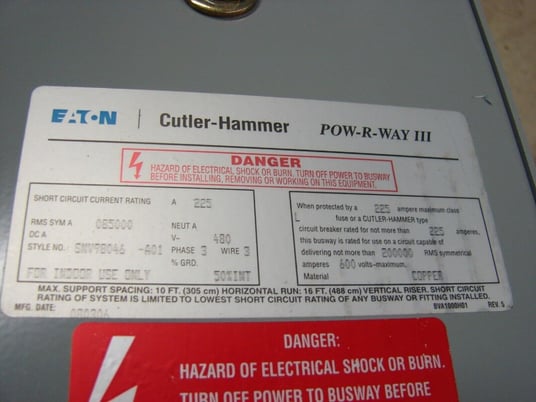 EATON | Cutler-Hammer POW-R-WAY III
DANGER
HAZARD OF ELECTRICAL SHOCK OR BURN. TURN OFF POWER TO BUSWAY
BEFORE INSTALLING, REMOVING OR WORKING ON THIS EQUIPMENT.
SHORT CIRCUIT CURRENT RATING A 225
RMS SYM A 065000 NEUT A
DC A V~ 480
STYLE NO. -A01 PHASE 3 WIRE 3
% GRD.
FOR INDOOR USE ONLY 50%INT
When protected by a 225 ampere maximum class
L fuse or a CUTLER-HAMMER type
circuit breaker rated for not more than 225 amperes,
this busway is rated for use on a circuit capable of
delivering not more than 200000 RMS symmetrical
amperes 600 volts-maximum.
Material COPPER
MAX. SUPPORT SPACING: 10 FT. (305 cm) HORIZONTAL RUN: 16 FT. (488 cm) VERTICAL RISER. SHORT CIRCUIT
RATING OF SYSTEM IS LIMITED TO LOWEST SHORT CIRCUIT RATING OF ANY BUSWAY OR FITTING INSTALLED.
MFG. DATE: BVA1000H01 REV. 5
DANGER:
HAZARD OF ELECTRICAL SHOCK OR BURN.
TURN OFF POWER TO BUSWAY BEFORE